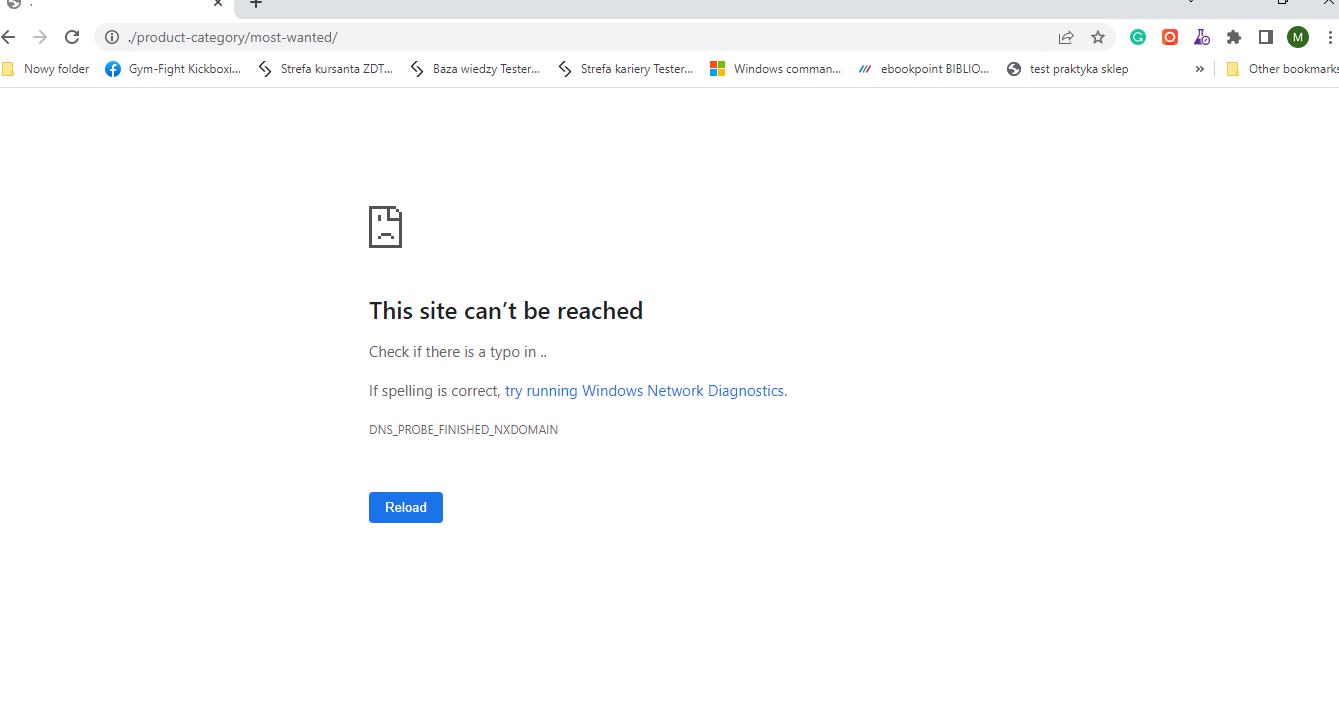 .
./product-category/most-wanted/
M
Nowy folder Gym-Fight Kickboxi... Strefa kursanta ZDT... Baza wiedzy Tester... Strefa kariery Tester... Windows comman... ebookpoint BIBLIO... test praktyka sklep » Other bookmarks
This site can’t be reached
Check if there is a typo in ..
If spelling is correct, try running Windows Network Diagnostics.
DNS_PROBE_FINISHED_NXDOMAIN
Reload